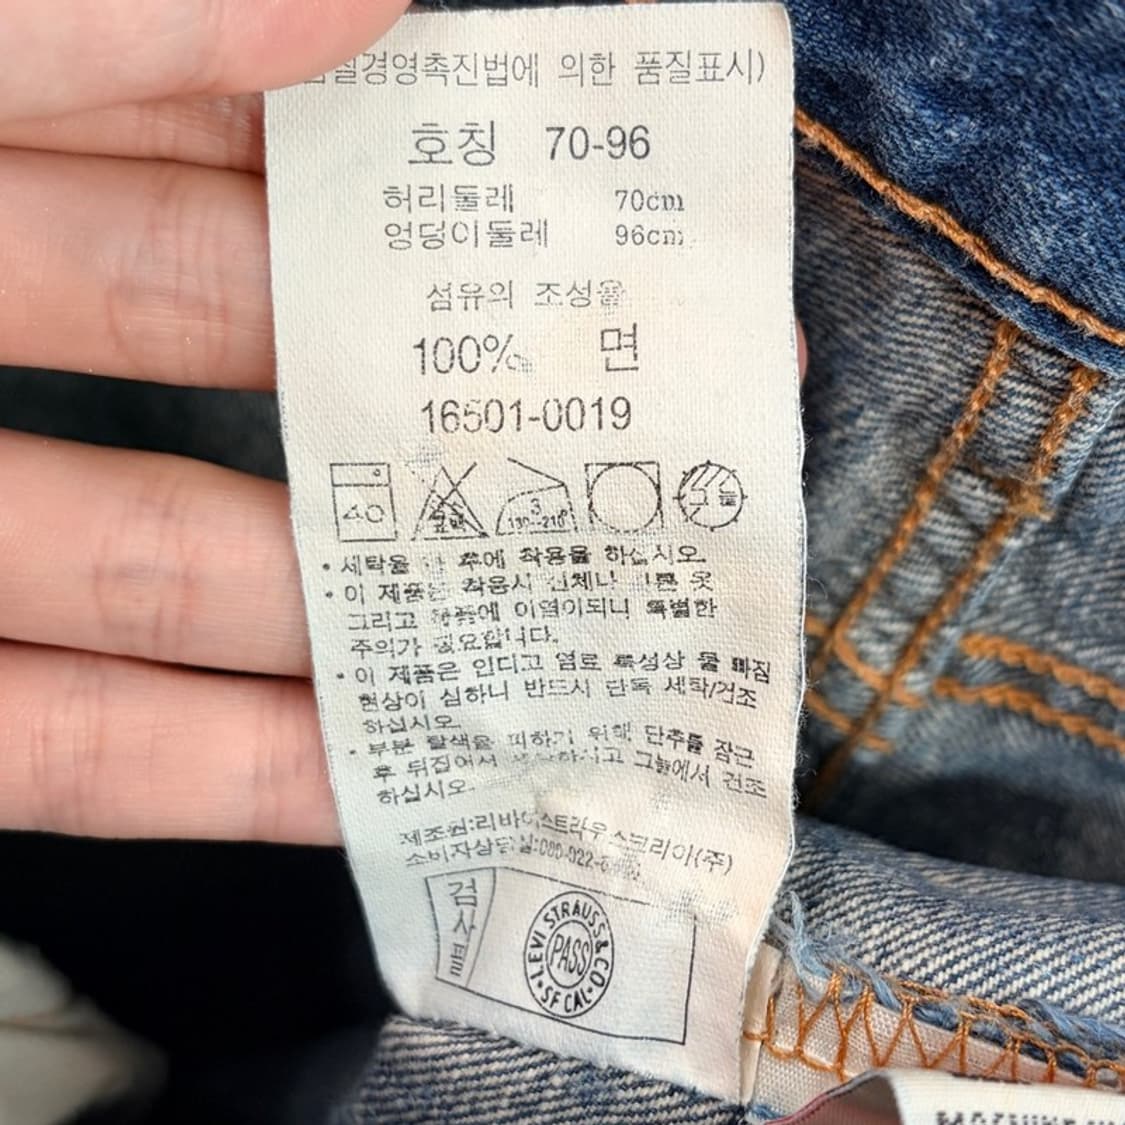 품질경영촉진법에 의한 품질표시)
호칭 70-96
허리둘레 70cm
엉덩이둘레 96cm
섬유의 조성율
100% 면
16501-0019
40
3
180-210°
그늘
• 세탁을 한 후에 착용을 하십시오.
• 이 제품은 착용시 신체나 다른 옷
그리고 제품에 이염이되니 특별한
주의가 필요합니다.
• 이 제품은 인디고 염료 특성상 물 빠짐
현상이 심하니 반드시 단독 세탁/건조
하십시오.
• 부분 탈색을 피하기 위해 단추를 잠근
후 뒤집어서 그늘에서 건조
하십시오.
제조원:리바이스트라우스코리아(주)
소비자상담실:080-022-
검사필
LEVI STRAUSS & CO
PASS
SF CAL